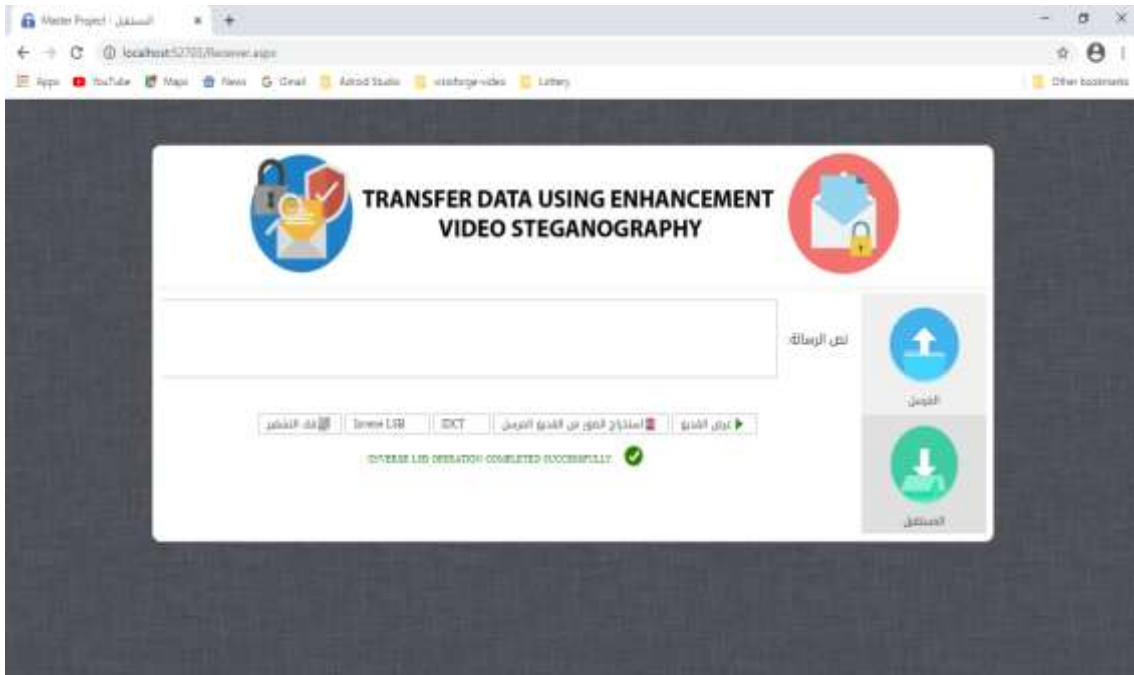 Master Project - المستقبل
localhost:52703/Receiver.aspx
Apps YouTube Maps News G Gmail Lottery Other bookmarks
TRANSFER DATA USING ENHANCEMENT
VIDEO STEGANOGRAPHY
نص الرسالة:
المرسل
عرض الفديو استخراج الصور من الفديو المرسل IDCT Inverse LSB فك التشفير
INVERSE LSB OPERATION COMPLETED SUCCESSFULLY
المستقبل